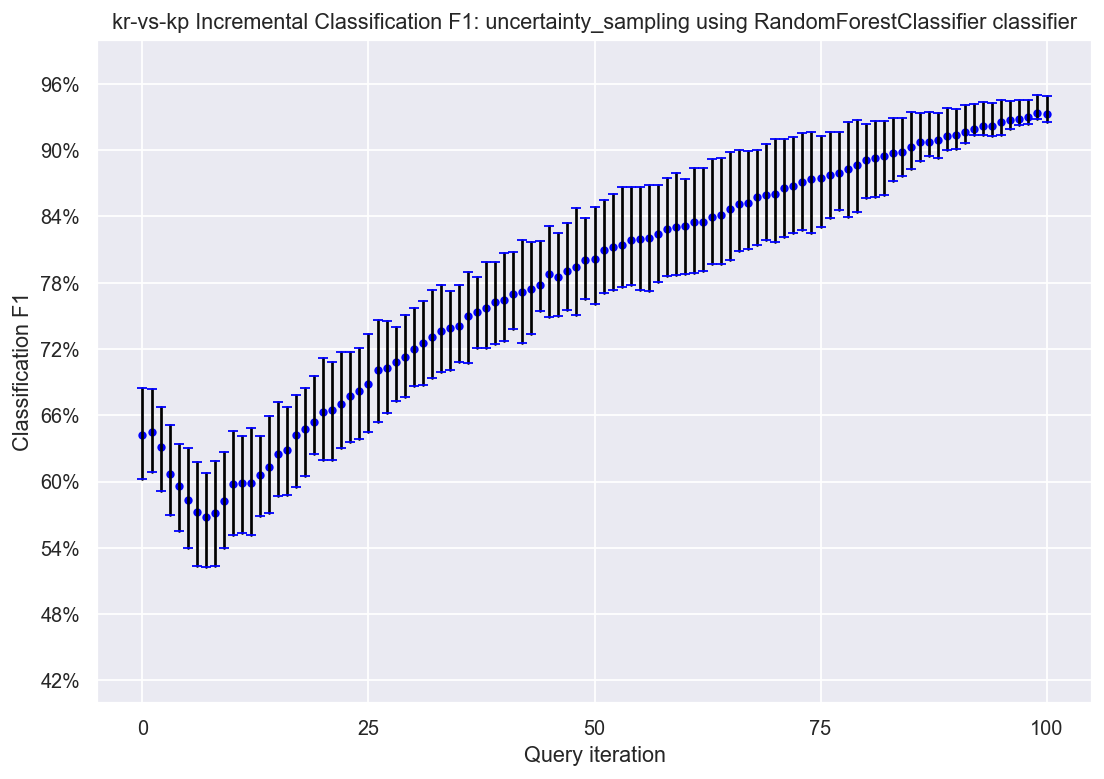 kr-vs-kp Incremental Classification F1: uncertainty_sampling using RandomForestClassifier classifier
96%
90%
84%
78%
72%
66%
60%
54%
48%
42%
Classification F1
0 25 50 75 100
Query iteration